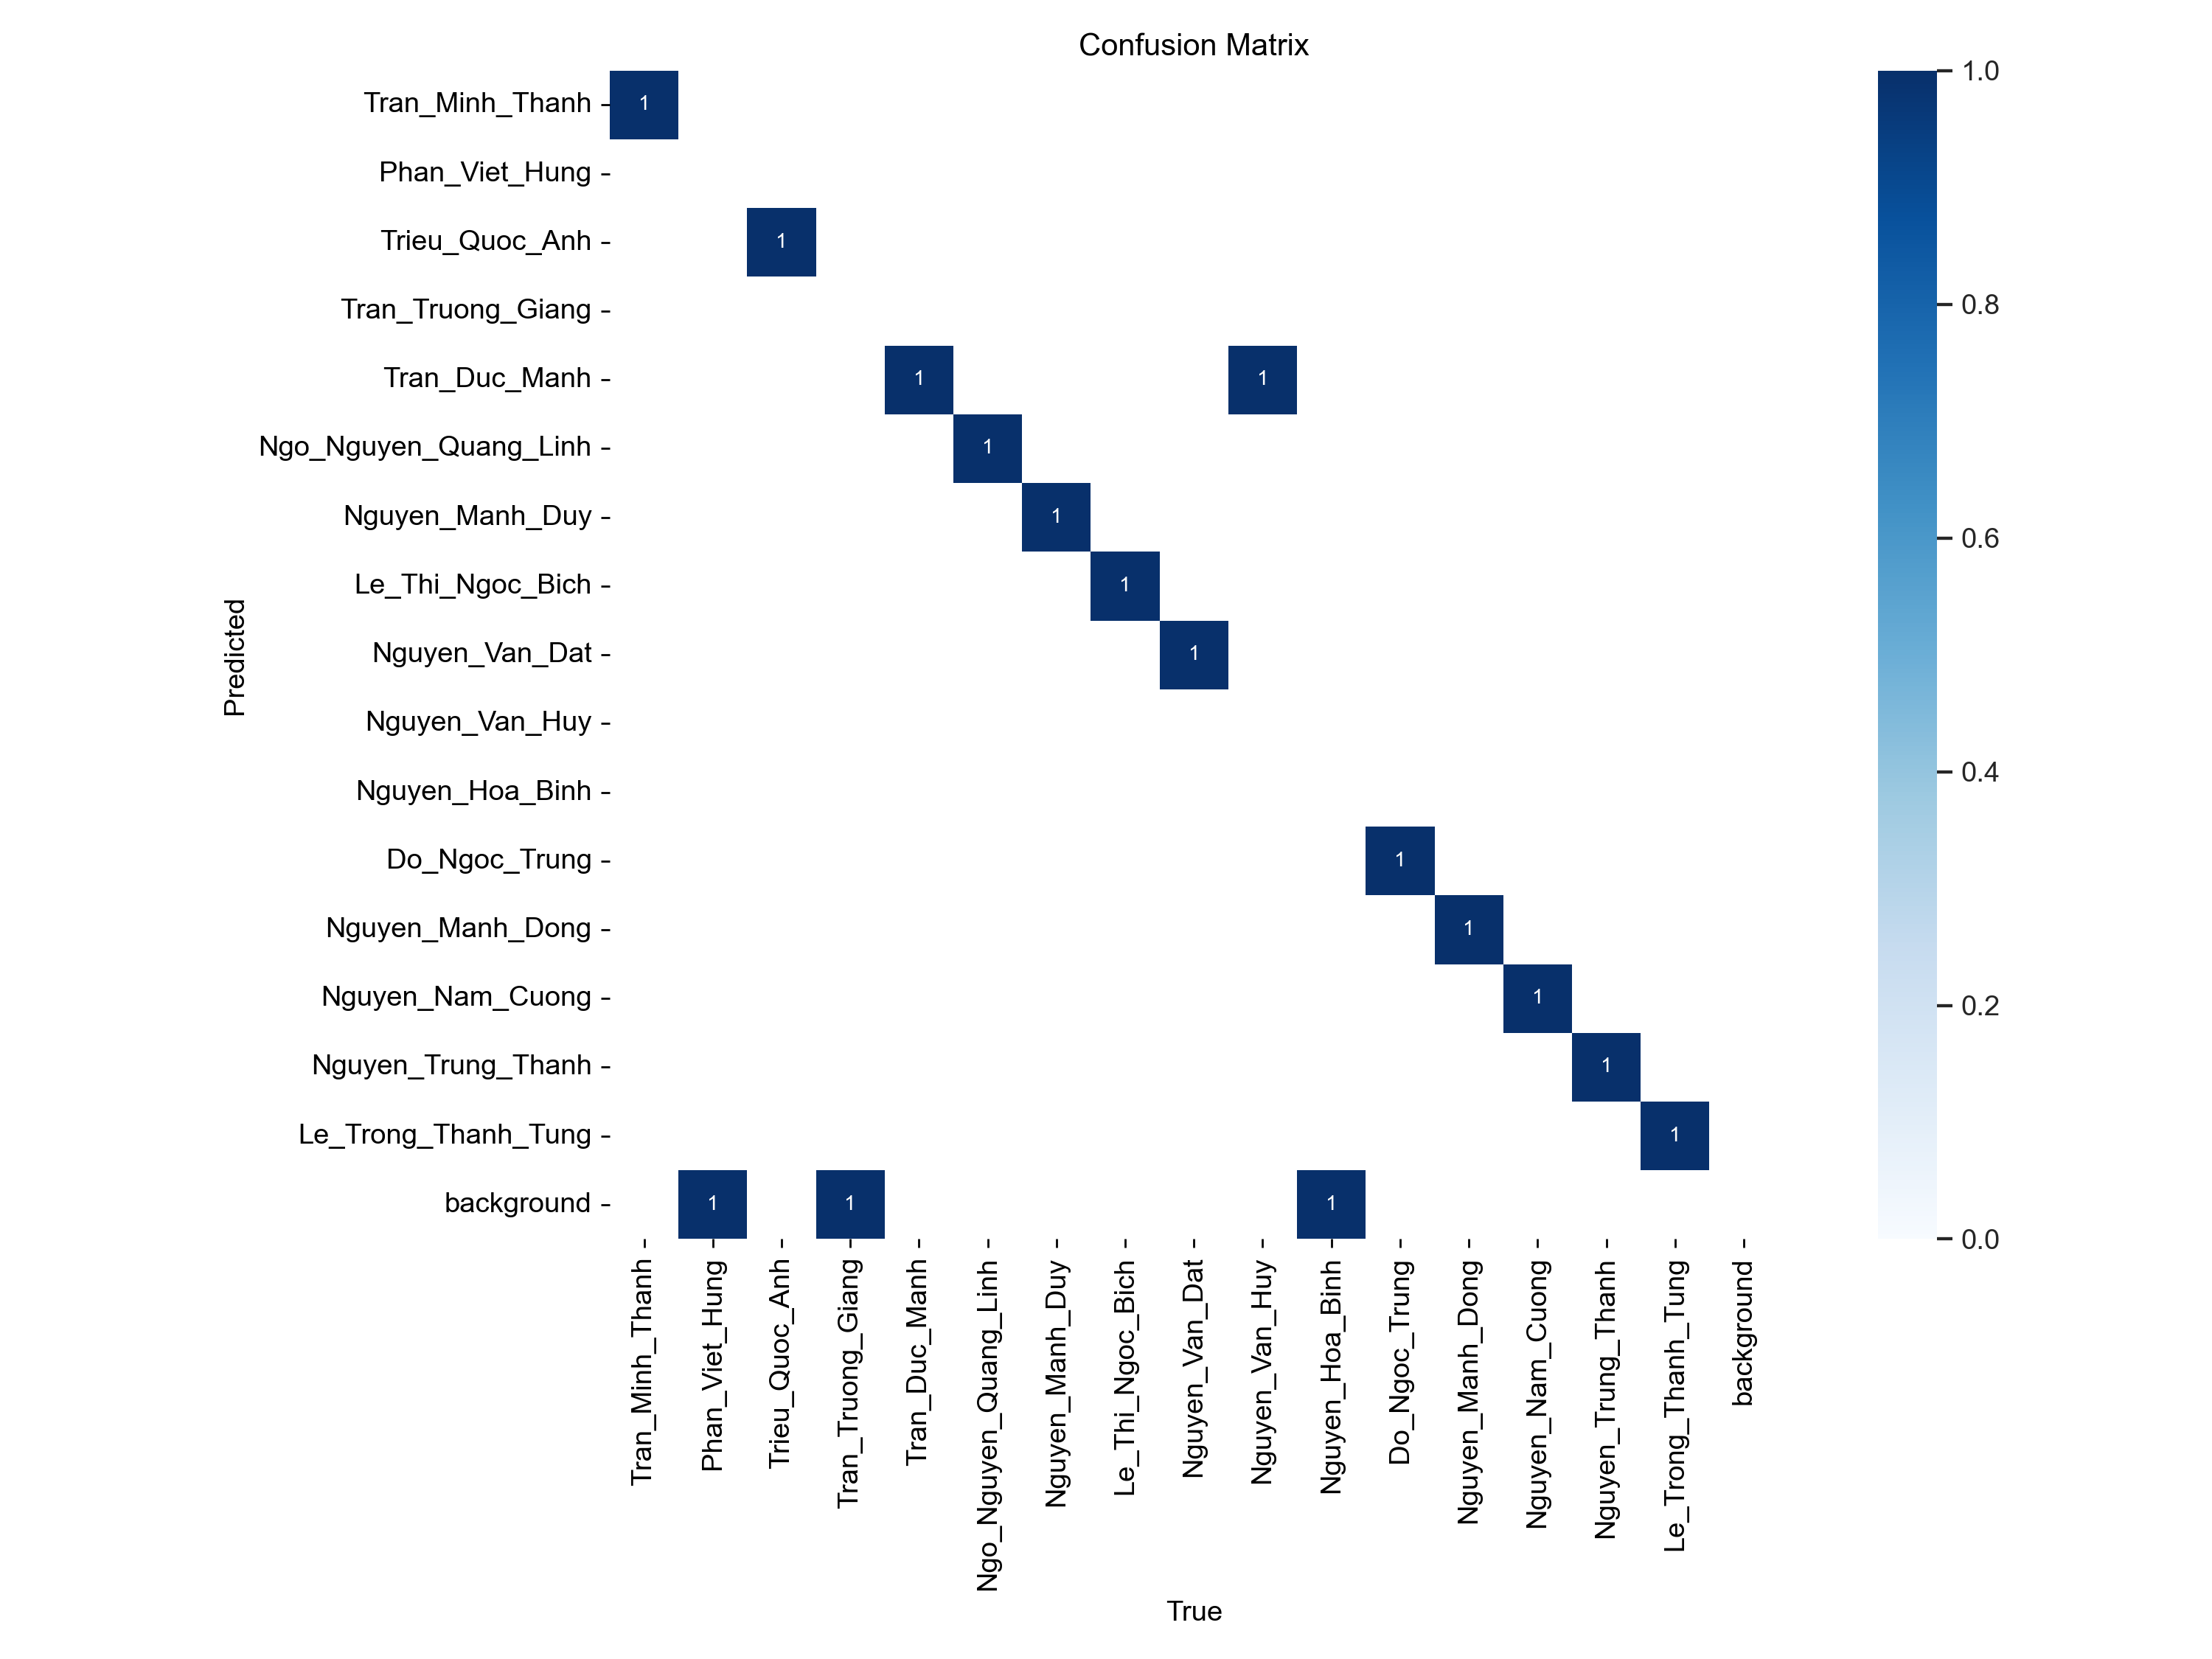 Confusion Matrix
Tran_Minh_Thanh
1
Phan_Viet_Hung
Trieu_Quoc_Anh
1
Tran_Truong_Giang
Tran_Duc_Manh
1
1
Ngo_Nguyen_Quang_Linh
1
Nguyen_Manh_Duy
1
Le_Thi_Ngoc_Bich
1
Nguyen_Van_Dat
1
Nguyen_Van_Huy
Nguyen_Hoa_Binh
Do_Ngoc_Trung
1
Nguyen_Manh_Dong
1
Nguyen_Nam_Cuong
1
Nguyen_Trung_Thanh
1
Le_Trong_Thanh_Tung
1
background
1
1
1
Predicted
Tran_Minh_Thanh
Phan_Viet_Hung
Trieu_Quoc_Anh
Tran_Truong_Giang
Tran_Duc_Manh
Ngo_Nguyen_Quang_Linh
Nguyen_Manh_Duy
Le_Thi_Ngoc_Bich
Nguyen_Van_Dat
Nguyen_Van_Huy
Nguyen_Hoa_Binh
Do_Ngoc_Trung
Nguyen_Manh_Dong
Nguyen_Nam_Cuong
Nguyen_Trung_Thanh
Le_Trong_Thanh_Tung
background
True
1.0
0.8
0.6
0.4
0.2
0.0